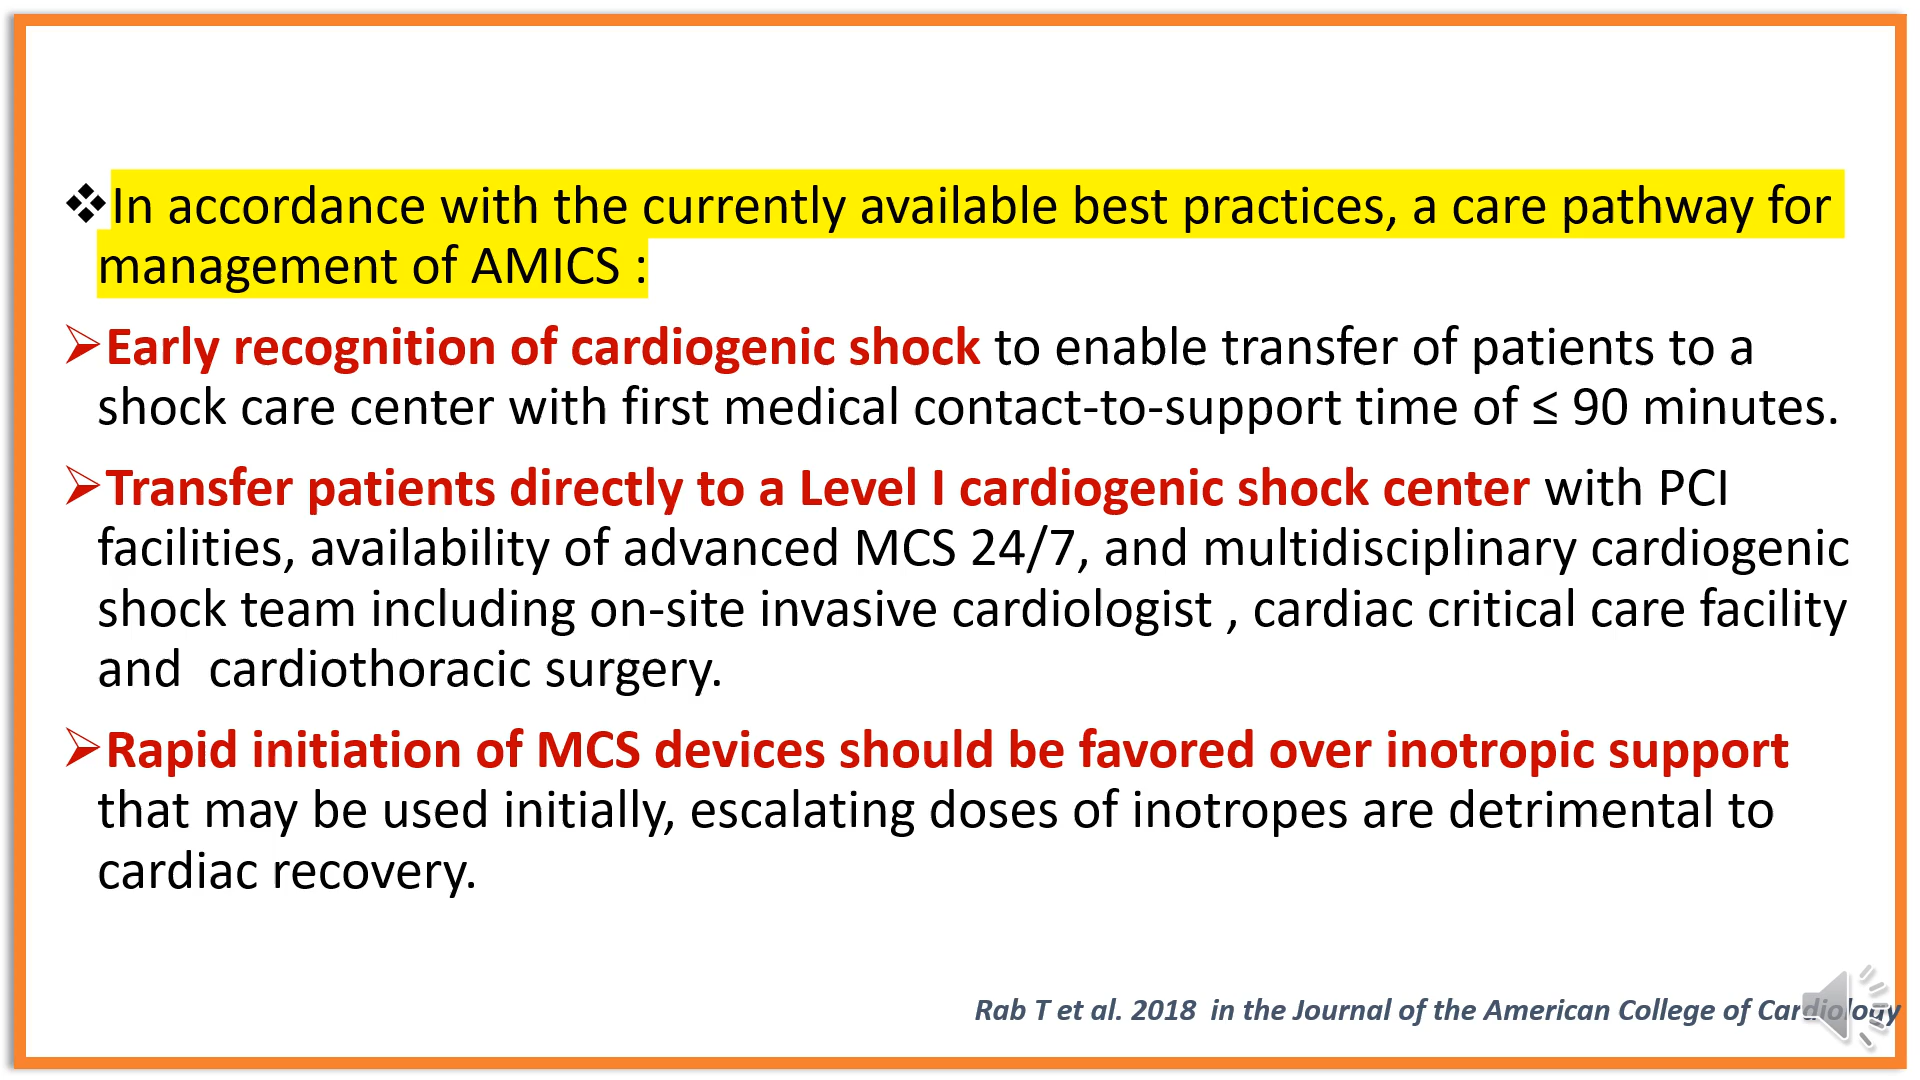 ❖In accordance with the currently available best practices, a care pathway for
management of AMICS :
➢Early recognition of cardiogenic shock to enable transfer of patients to a
shock care center with first medical contact-to-support time of ≤ 90 minutes.
➢Transfer patients directly to a Level I cardiogenic shock center with PCI
facilities, availability of advanced MCS 24/7, and multidisciplinary cardiogenic
shock team including on-site invasive cardiologist , cardiac critical care facility
and  cardiothoracic surgery.
➢Rapid initiation of MCS devices should be favored over inotropic support
that may be used initially, escalating doses of inotropes are detrimental to
cardiac recovery.
Rab T et al. 2018  in the Journal of the American College of Cardiology